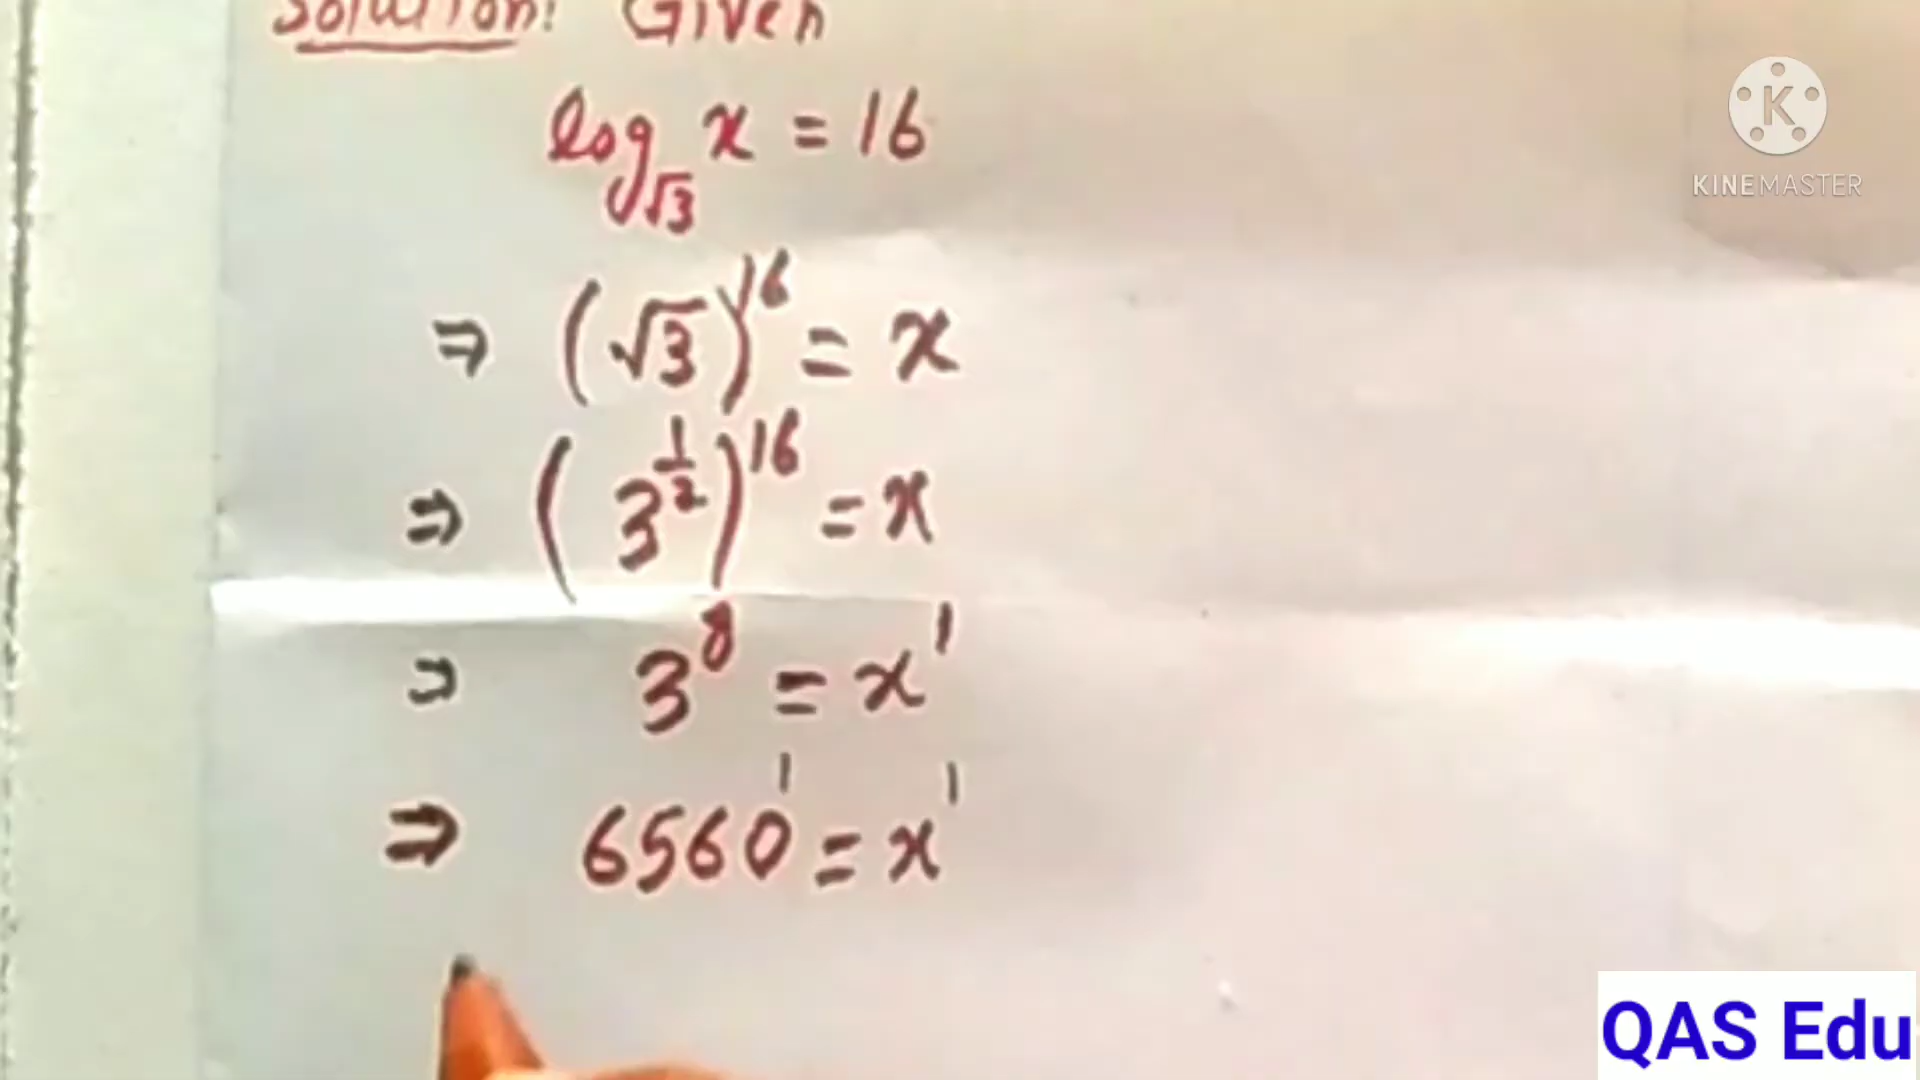 Solution: Given
log√3 x = 16
K
KINEMASTER
⇒ (√3)^16 = x
⇒ (3^1/2)^16 = x
⇒ 3^8 = x^1
⇒ 6560^1 = x^1
QAS Edu